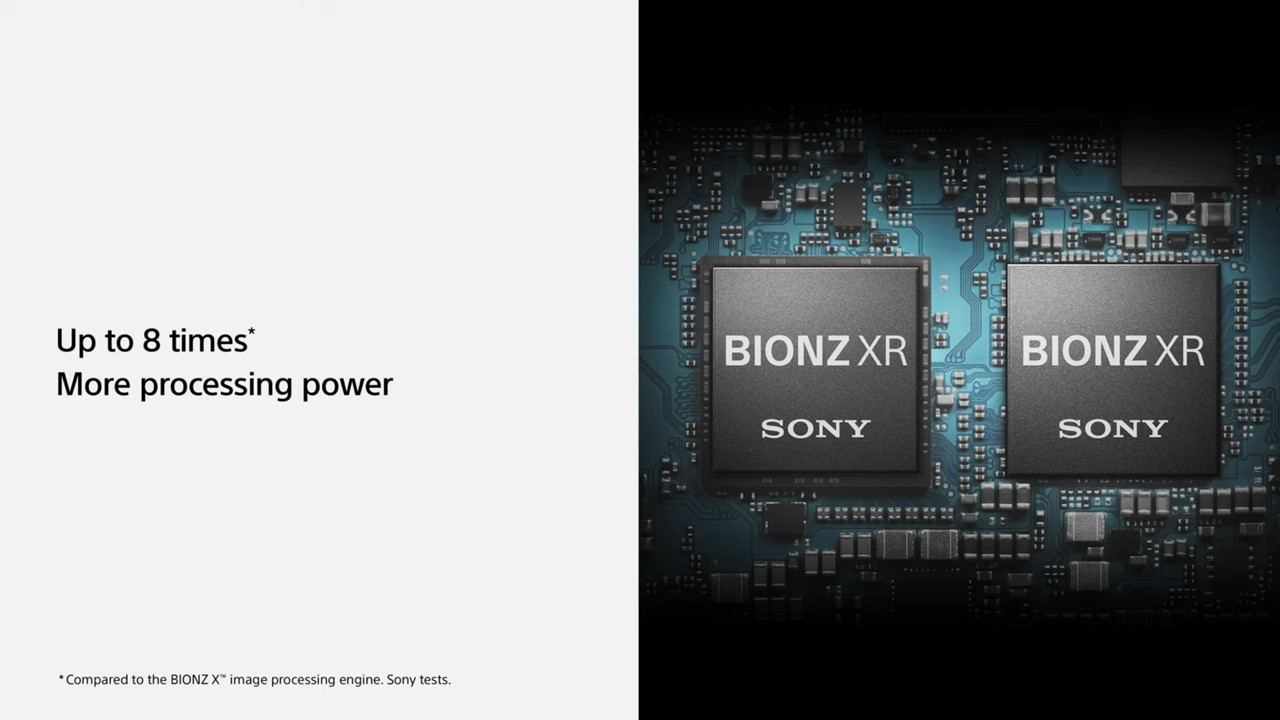 Up to 8 times*
More processing power
* Compared to the BIONZ X™ image processing engine. Sony tests.
BIONZ XR
SONY
BIONZ XR
SONY